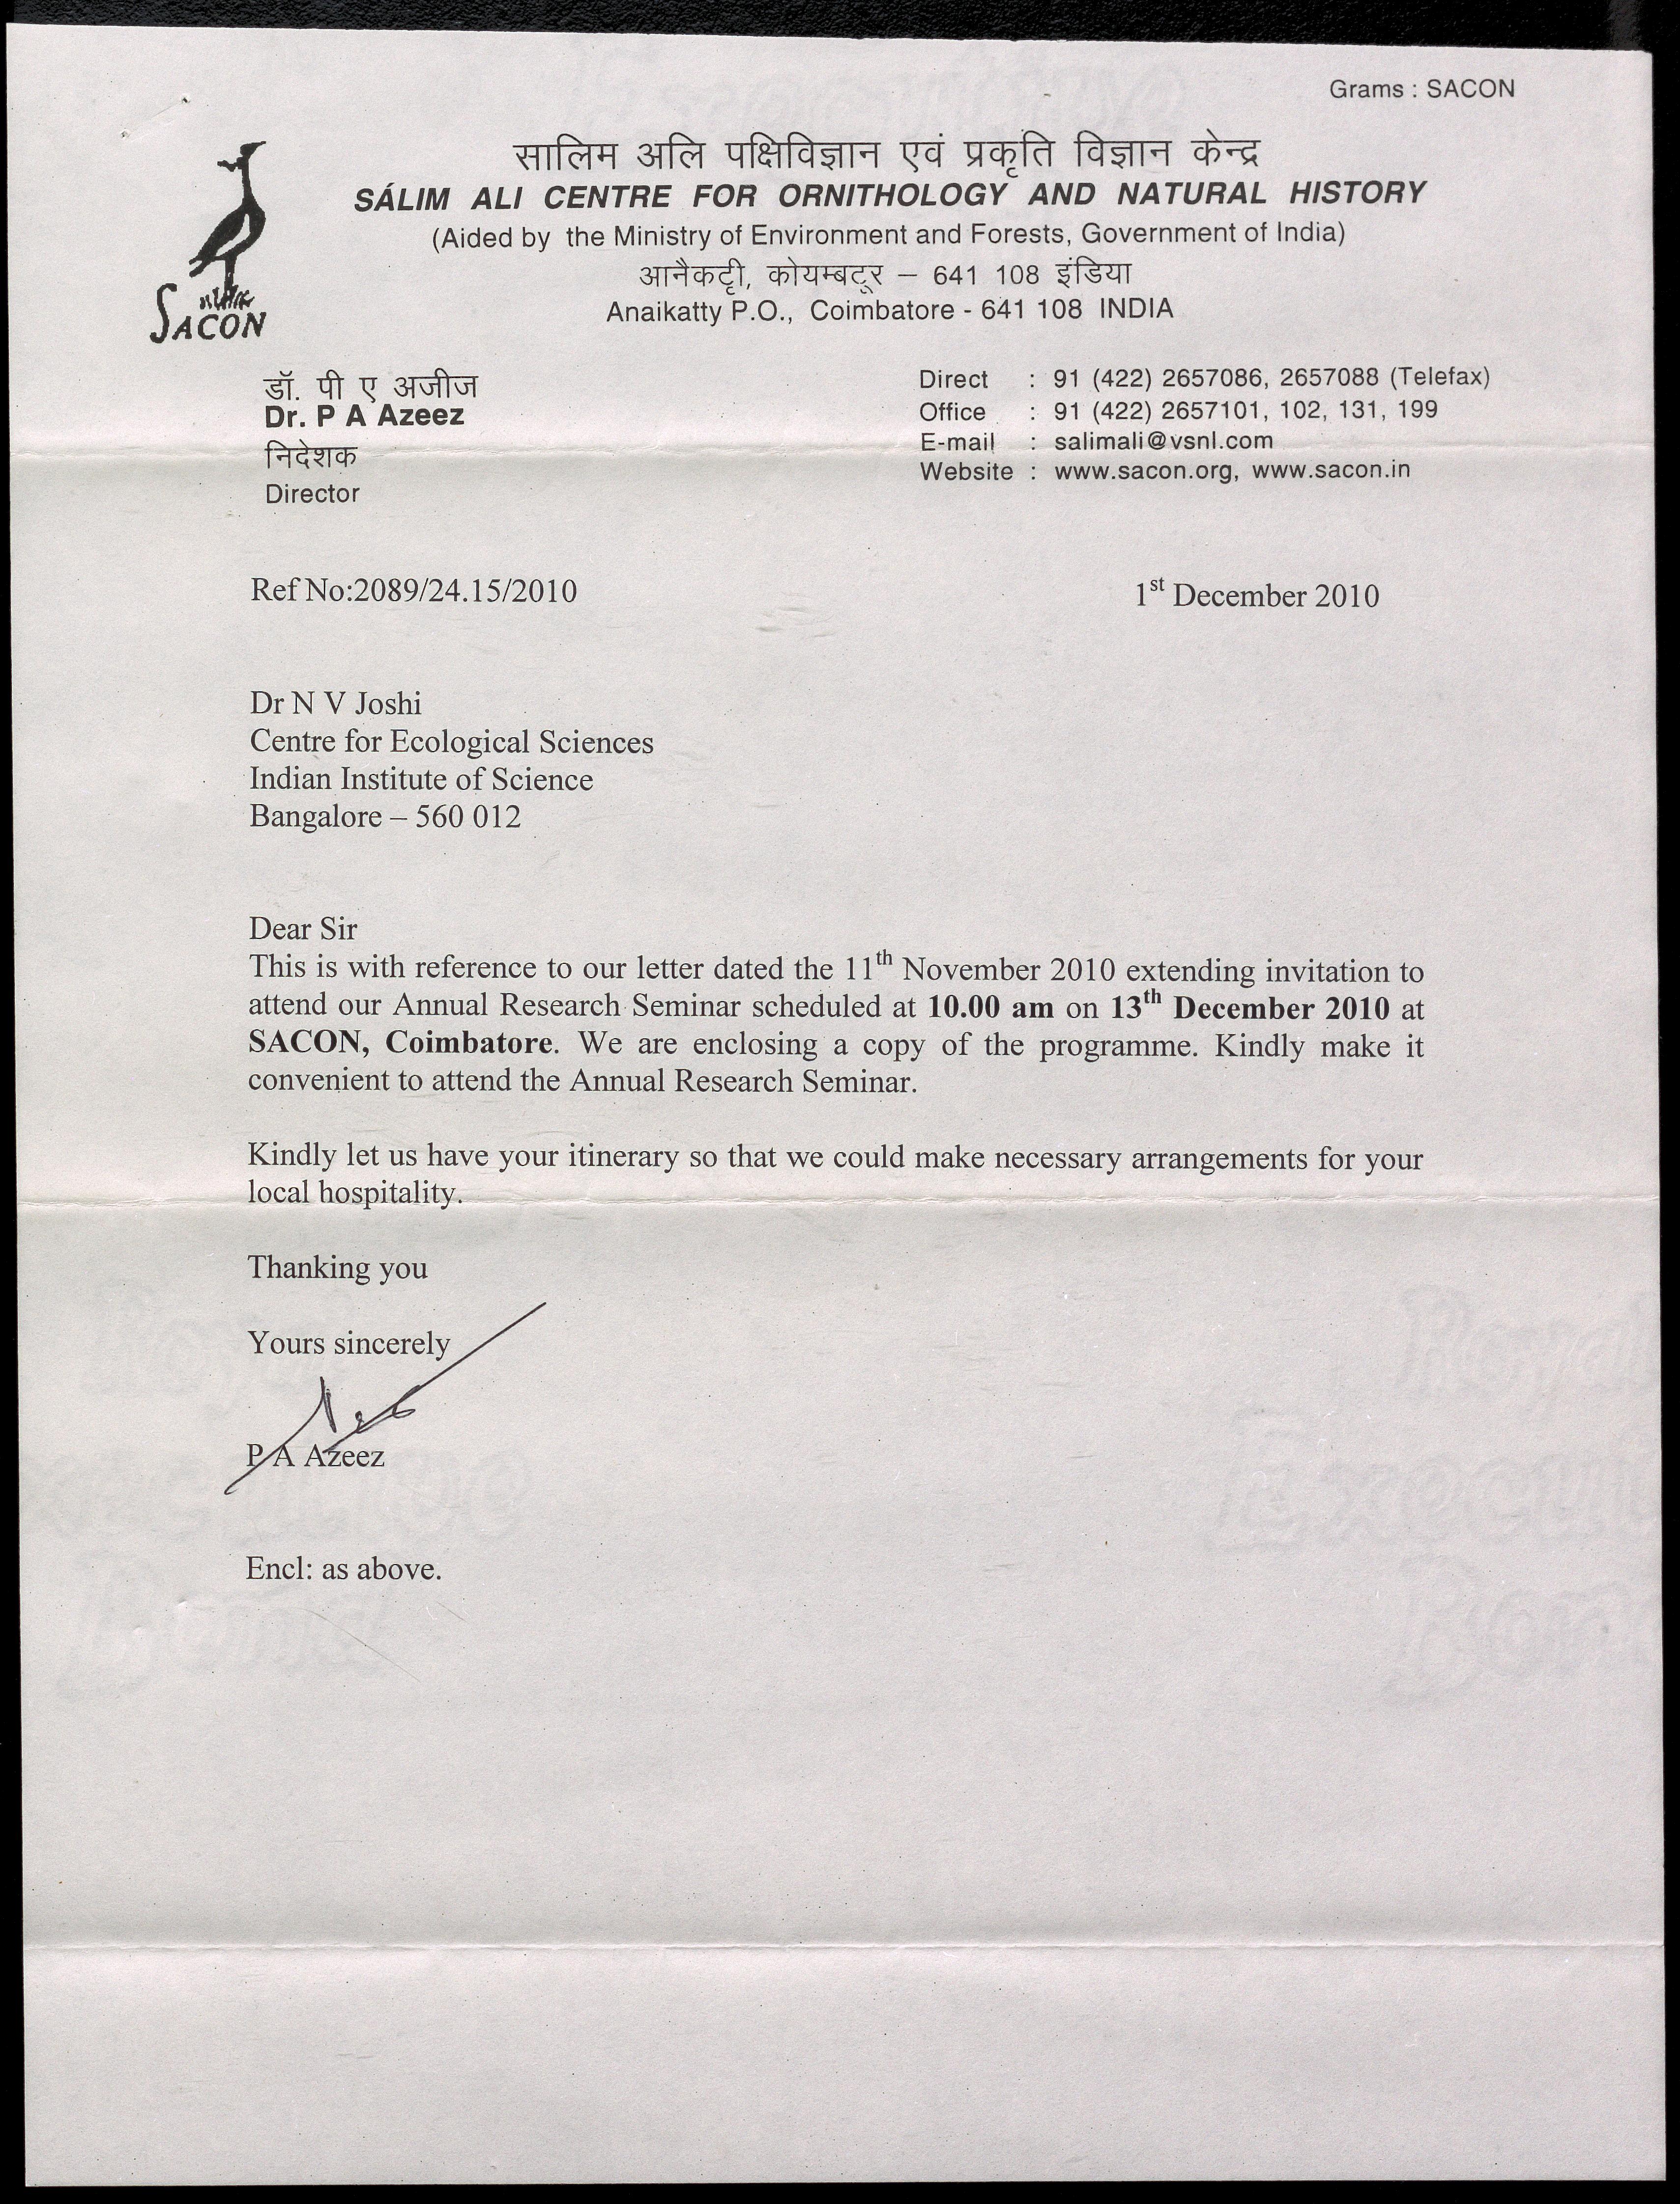 Grams : SACON
सालिम अलि पक्षिविज्ञान एवं प्रकृति विज्ञान केन्द्र
SÁLIM ALI CENTRE FOR ORNITHOLOGY AND NATURAL HISTORY
(Aided by the Ministry of Environment and Forests, Government of India)
आनैकट्टी, कोयम्बटूर – 641 108 इंडिया
Anaikatty P.O., Coimbatore - 641 108 INDIA
SACON
डॉ. पी ए अजीज
Dr. P A Azeez
निदेशक
Director
Direct : 91 (422) 2657086, 2657088 (Telefax)
Office : 91 (422) 2657101, 102, 131, 199
E-mail : salimali@vsnl.com
Website : www.sacon.org, www.sacon.in
Ref No:2089/24.15/2010
1st December 2010
Dr N V Joshi
Centre for Ecological Sciences
Indian Institute of Science
Bangalore – 560 012
Dear Sir
This is with reference to our letter dated the 11th November 2010 extending invitation to
attend our Annual Research Seminar scheduled at 10.00 am on 13th December 2010 at
SACON, Coimbatore. We are enclosing a copy of the programme. Kindly make it
convenient to attend the Annual Research Seminar.
Kindly let us have your itinerary so that we could make necessary arrangements for your
local hospitality.
Thanking you
Yours sincerely
P A Azeez
Encl: as above.